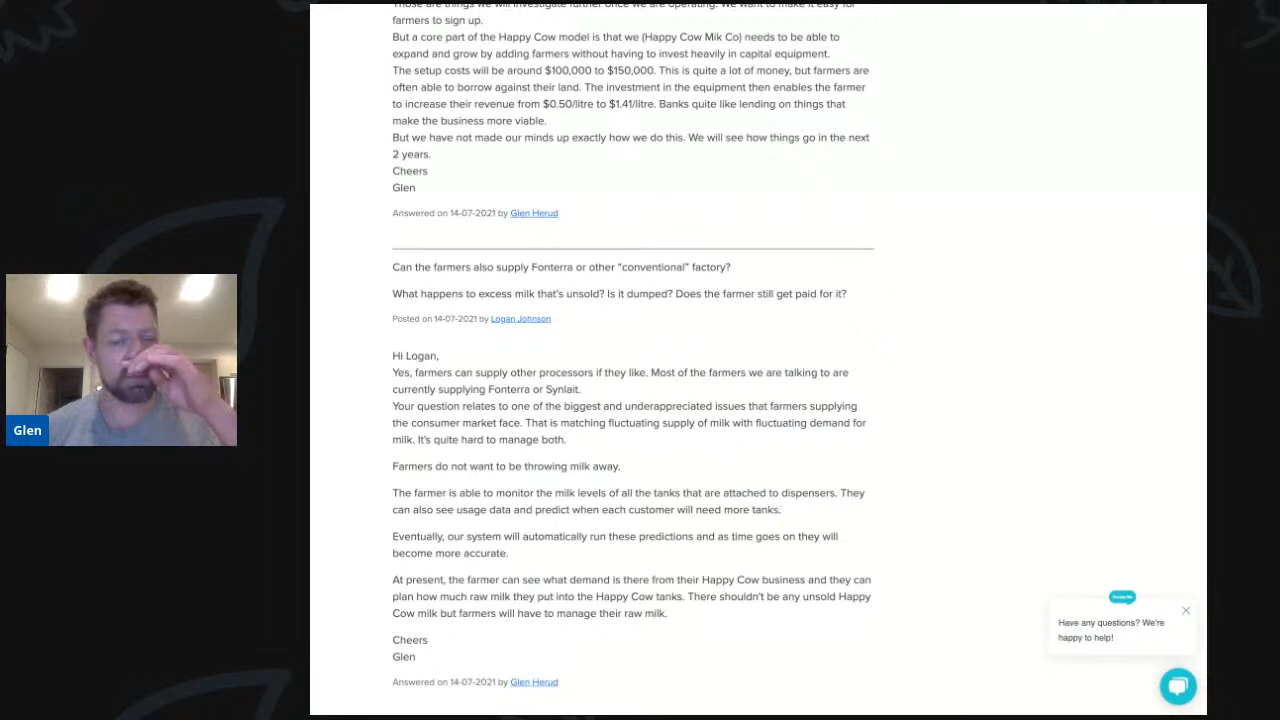 Those are things we will investigate further once we are operating. We want to make it easy for
farmers to sign up.
But a core part of the Happy Cow model is that we (Happy Cow Mik Co) needs to be able to
expand and grow by adding farmers without having to invest heavily in capital equipment.
The setup costs will be around $100,000 to $150,000. This is quite a lot of money, but farmers are
often able to borrow against their land. The investment in the equipment then enables the farmer
to increase their revenue from $0.50/litre to $1.41/litre. Banks quite like lending on things that
make the business more viable.
But we have not made our minds up exactly how we do this. We will see how things go in the next
2 years.
Cheers
Glen
Answered on 14-07-2021 by Glen Herud
Can the farmers also supply Fonterra or other “conventional” factory?
What happens to excess milk that's unsold? Is it dumped? Does the farmer still get paid for it?
Posted on 14-07-2021 by Logan Johnson
Hi Logan,
Yes, farmers can supply other processors if they like. Most of the farmers we are talking to are
currently supplying Fonterra or Synlait.
Your question relates to one of the biggest and underappreciated issues that farmers supplying
the consumer market face. That is matching fluctuating supply of milk with fluctuating demand for
milk. It's quite hard to manage both.
Farmers do not want to be throwing milk away.
The farmer is able to monitor the milk levels of all the tanks that are attached to dispensers. They
can also see usage data and predict when each customer will need more tanks.
Eventually, our system will automatically run these predictions and as time goes on they will
become more accurate.
At present, the farmer can see what demand is there from their Happy Cow business and they can
plan how much raw milk they put into the Happy Cow tanks. There shouldn't be any unsold Happy
Cow milk but farmers will have to manage their raw milk.
Cheers
Glen
Answered on 14-07-2021 by Glen Herud
Glen
Have any questions? We're
happy to help!